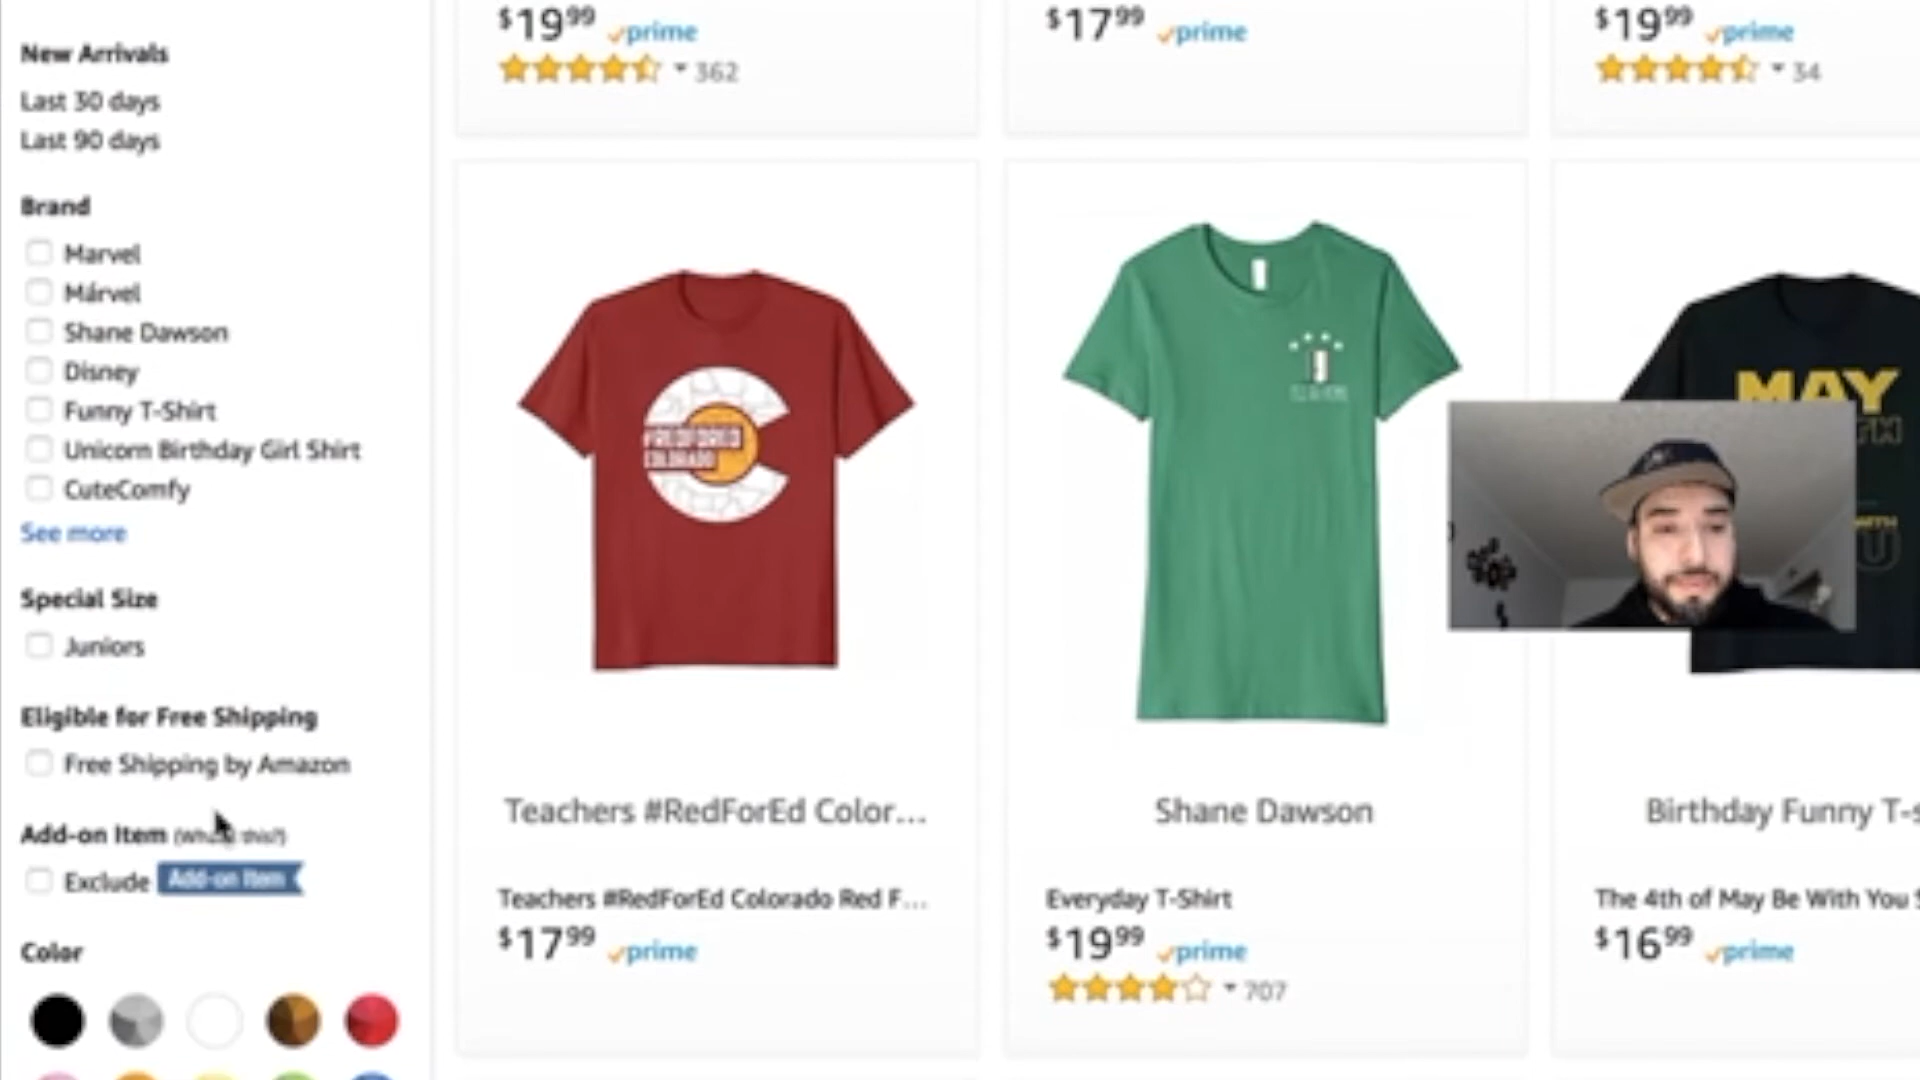 New Arrivals
Last 30 days
Last 90 days
Brand
Marvel
Márvel
Shane Dawson
Disney
Funny T-Shirt
Unicorn Birthday Girl Shirt
CuteComfy
See more
Special Size
Juniors
Eligible for Free Shipping
Free Shipping by Amazon
Add-on Item
Exclude Add-on Item
Color
$19.99 prime
362
$17.99 prime
$19.99 prime
34
#REDFORED
COLORADO
Teachers #RedForEd Color...
Teachers #RedForEd Colorado Red F...
$17.99 prime
Shane Dawson
Everyday T-Shirt
$19.99 prime
707
MAY
Birthday Funny T-s
The 4th of May Be With You S
$16.99 prime